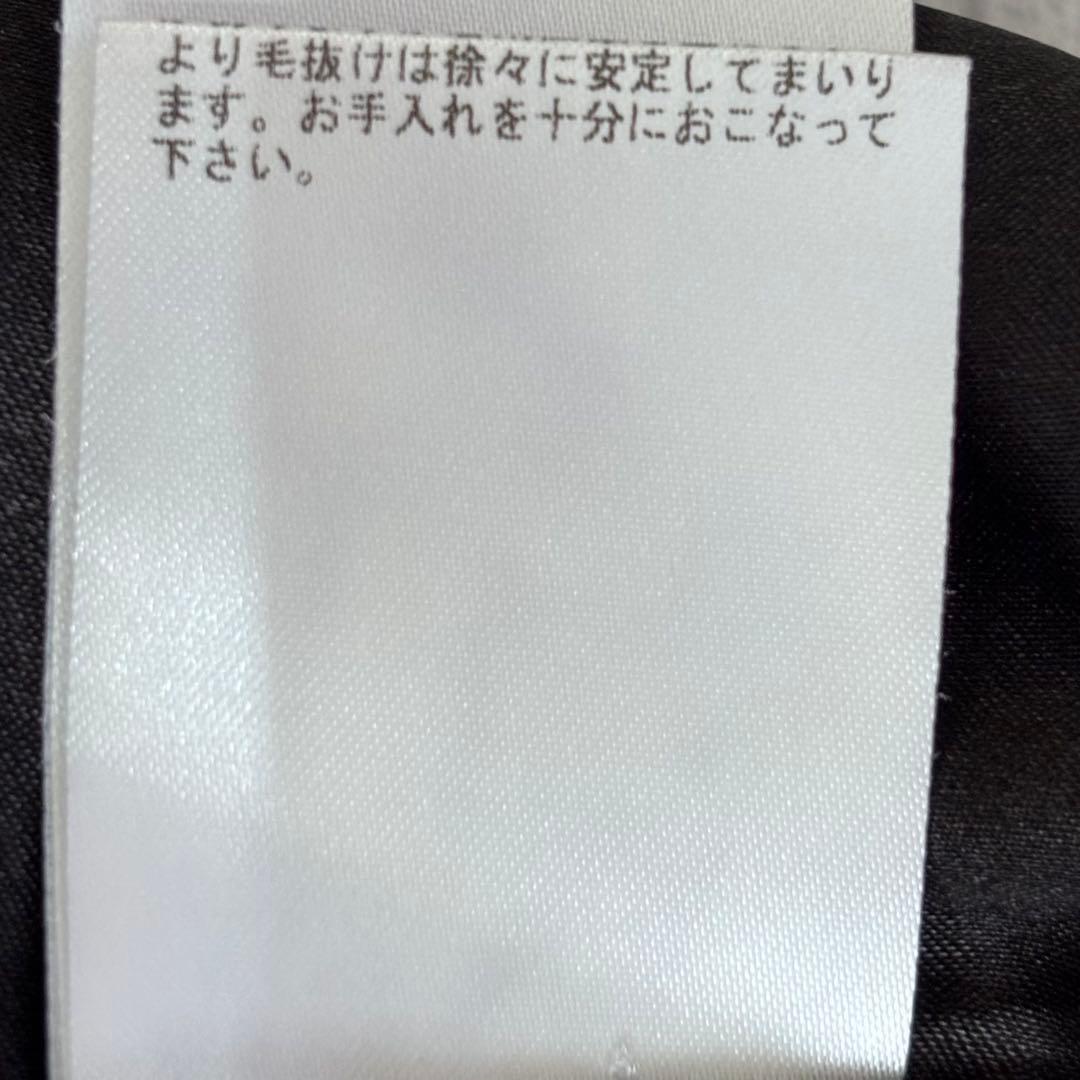 より毛抜けは徐々に安定してまいり
ます。お手入れを十分におこなって
下さい。